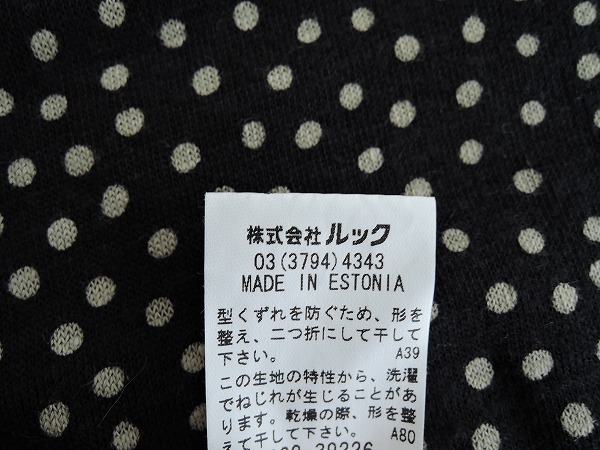 株式会社 ルック
03(3794)4343
MADE IN ESTONIA
型くずれを防ぐため、形を
整え、二つ折にして干して
下さい。 A39
この生地の特性から、洗濯
でねじれが生じることがあ
ります。乾燥の際、形を整
えて干して下さい。 A80